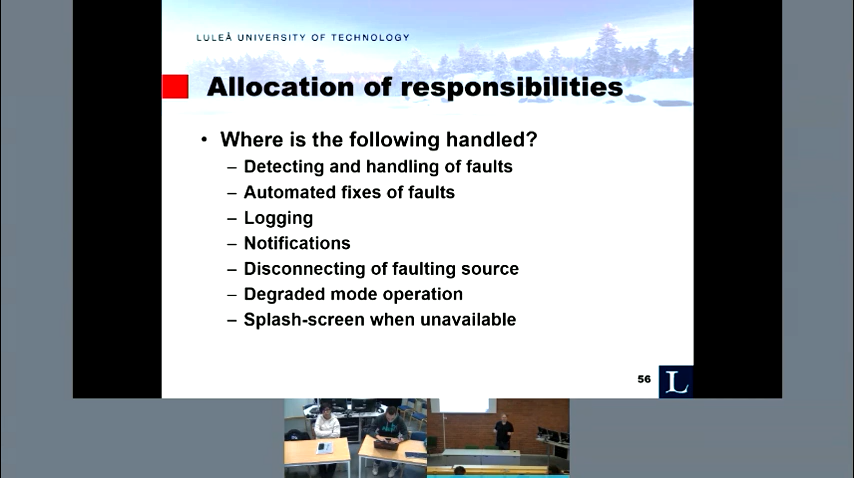 LULEÅ UNIVERSITY OF TECHNOLOGY
Allocation of responsibilities
• Where is the following handled?
– Detecting and handling of faults
– Automated fixes of faults
– Logging
– Notifications
– Disconnecting of faulting source
– Degraded mode operation
– Splash-screen when unavailable
56
L